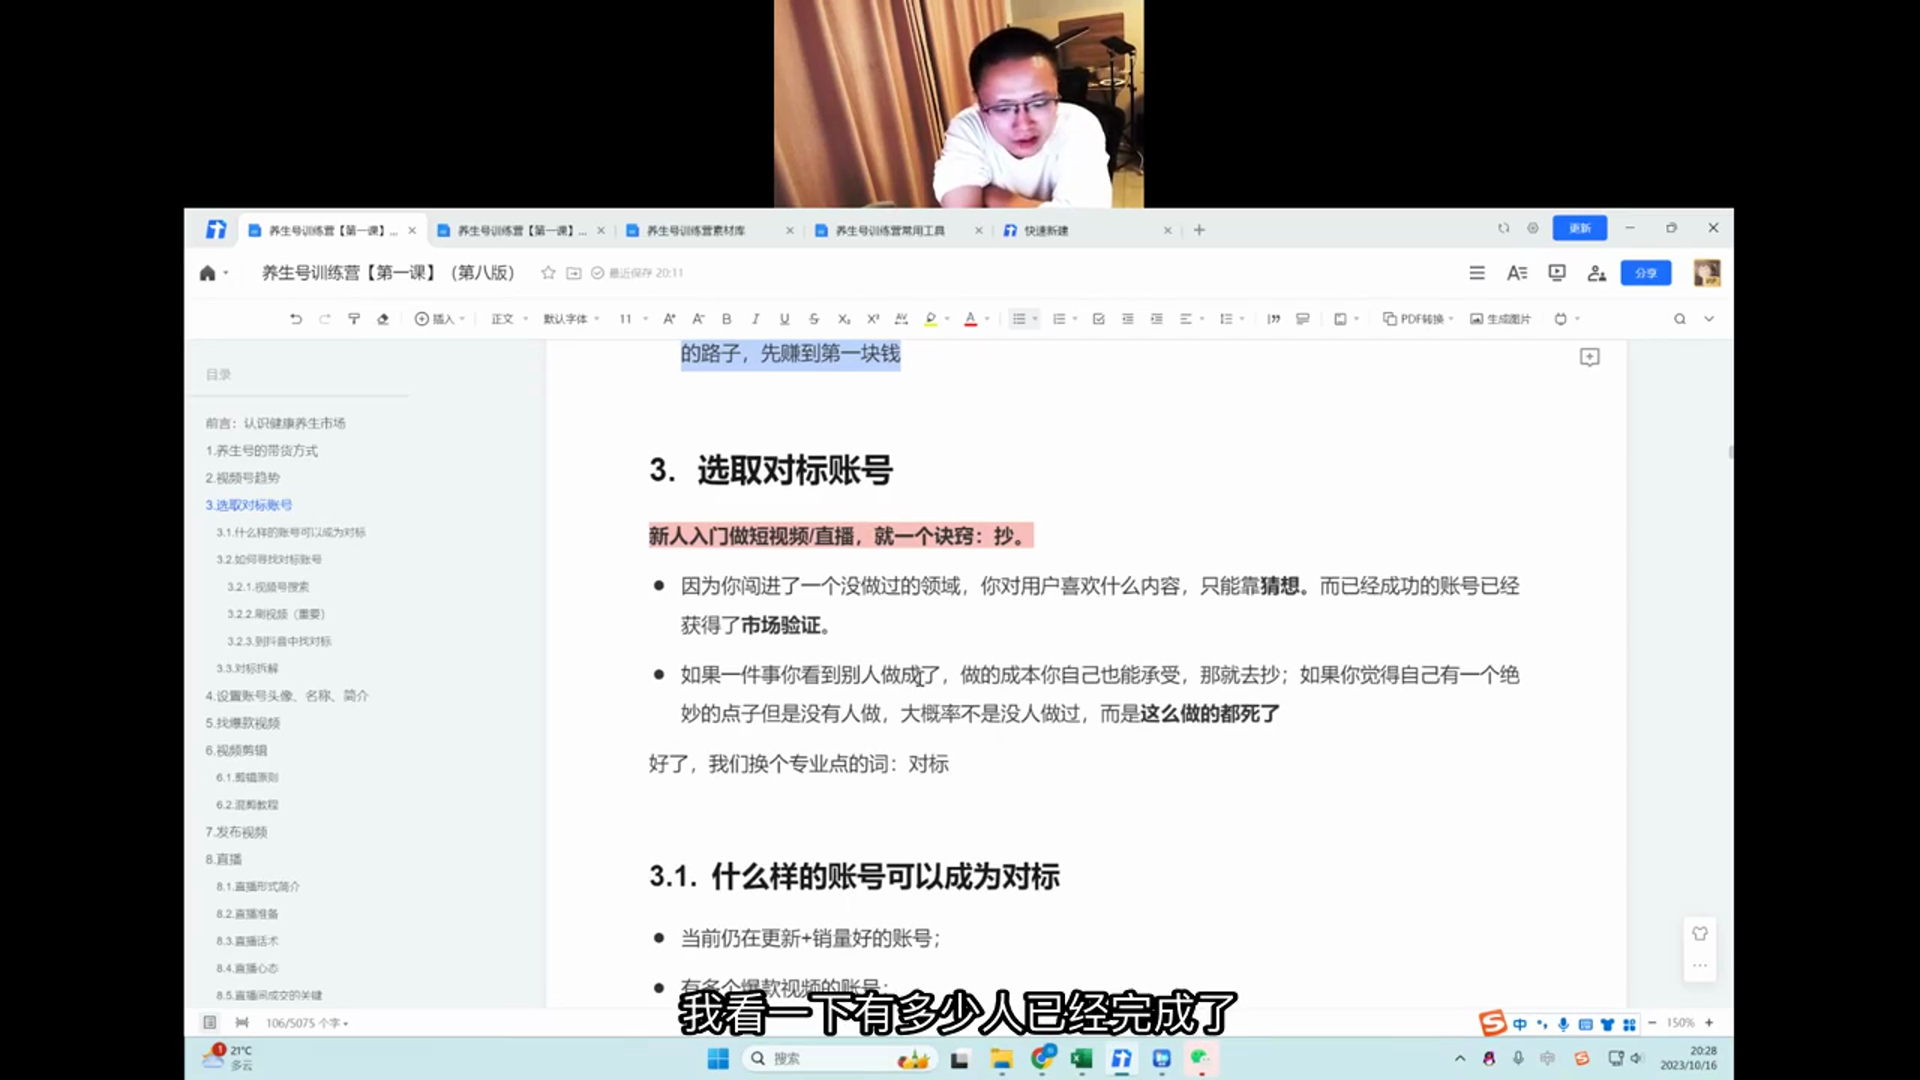 养生号训练营【第一课】...
养生号训练营【第一课】...
养生号训练营素材库
养生号训练营常用工具
快速新建
更新
养生号训练营【第一课】（第八版）
最近保存 20:11
分享
插入
正文
默认字体
11
PDF转换
生成图片
目录
前言：认识健康养生市场
1.养生号的带货方式
2.视频号趋势
3.选取对标账号
3.1.什么样的账号可以成为对标
3.2.如何寻找对标账号
3.2.1.视频号搜索
3.2.2.刷视频（重要）
3.2.3.到抖音中找对标
3.3.对标拆解
4.设置账号头像、名称、简介
5.找爆款视频
6.视频剪辑
6.1.剪辑原则
6.2.混剪教程
7.发布视频
8.直播
8.1.直播形式简介
8.2.直播准备
8.3.直播话术
8.4.直播心态
8.5.直播间成交的关键
的路子，先赚到第一块钱
3. 选取对标账号
新人入门做短视频/直播，就一个诀窍：抄。
因为你闯进了一个没做过的领域，你对用户喜欢什么内容，只能靠猜想。而已经成功的账号已经
获得了市场验证。
如果一件事你看到别人做成了，做的成本你自己也能承受，那就去抄；如果你觉得自己有一个绝
妙的点子但是没有人做，大概率不是没人做过，而是这么做的都死了
好了，我们换个专业点的词：对标
3.1. 什么样的账号可以成为对标
当前仍在更新+销量好的账号；
有多个爆款视频的账号；
我看一下有多少人已经完成了
106/5075 个字
中
150%
1
21°C
多云
搜索
20:28
2023/10/16